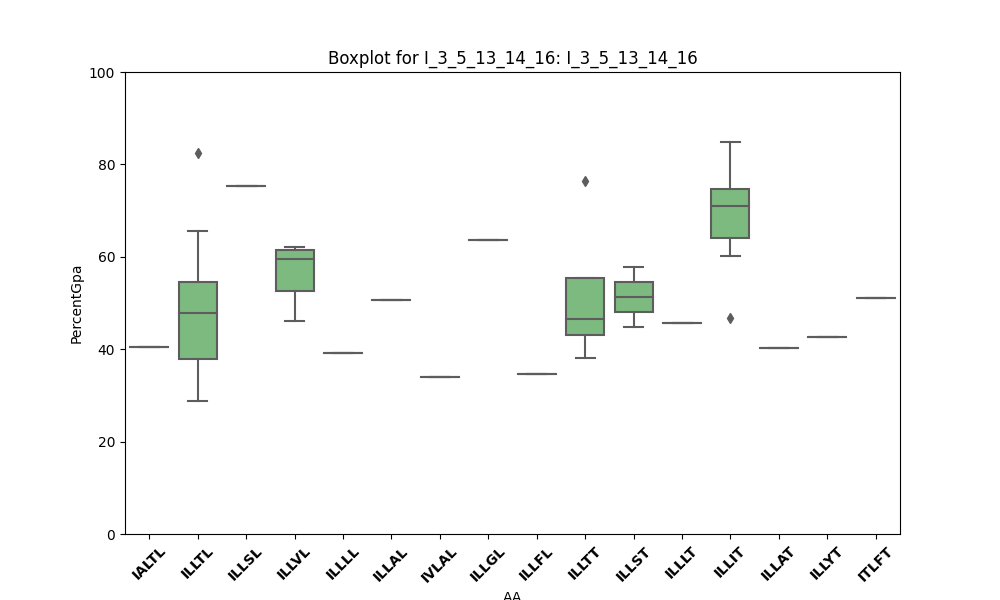 Boxplot for I_3_5_13_14_16: I_3_5_13_14_16
100
80
60
40
20
0
PercentGpa
IALTL
ILLTL
ILLSL
ILLVL
ILLLL
ILLAL
IVLAL
ILLGL
ILLFL
ILLTT
ILLST
ILLLT
ILLIT
ILLAT
ILLYT
ITLFT
AA